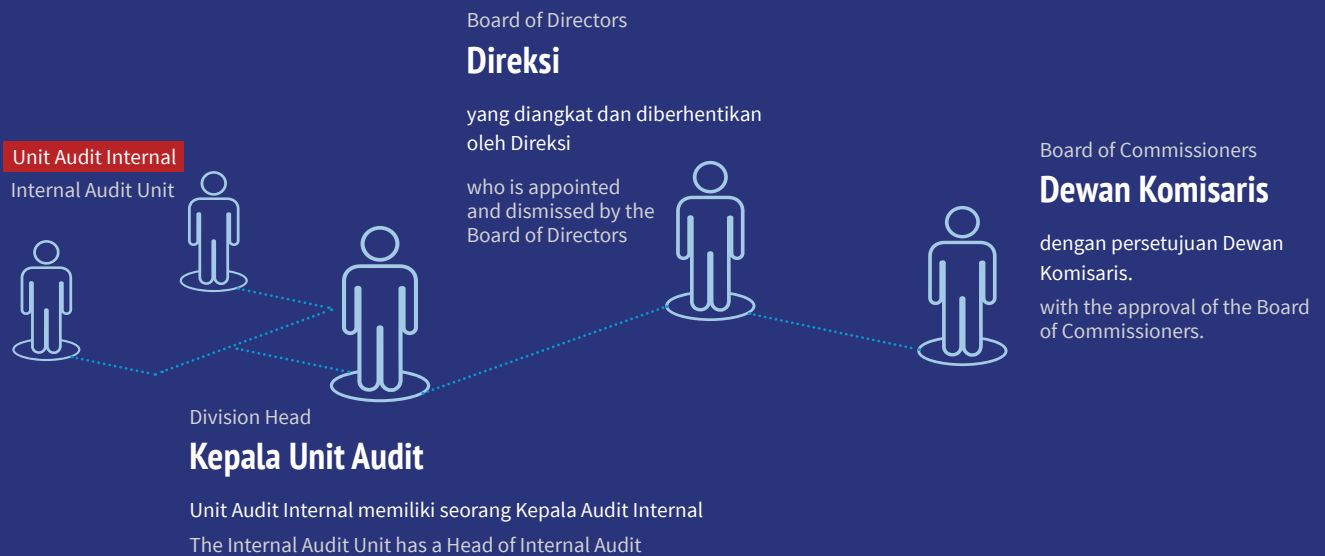 Unit Audit Internal
Internal Audit Unit
Division Head
Kepala Unit Audit
Unit Audit Internal memiliki seorang Kepala Audit Internal
The Internal Audit Unit has a Head of Internal Audit
Board of Directors
Direksi
yang diangkat dan diberhentikan
oleh Direksi
who is appointed
and dismissed by the
Board of Directors
Board of Commissioners
Dewan Komisaris
dengan persetujuan Dewan
Komisaris.
with the approval of the Board
of Commissioners.